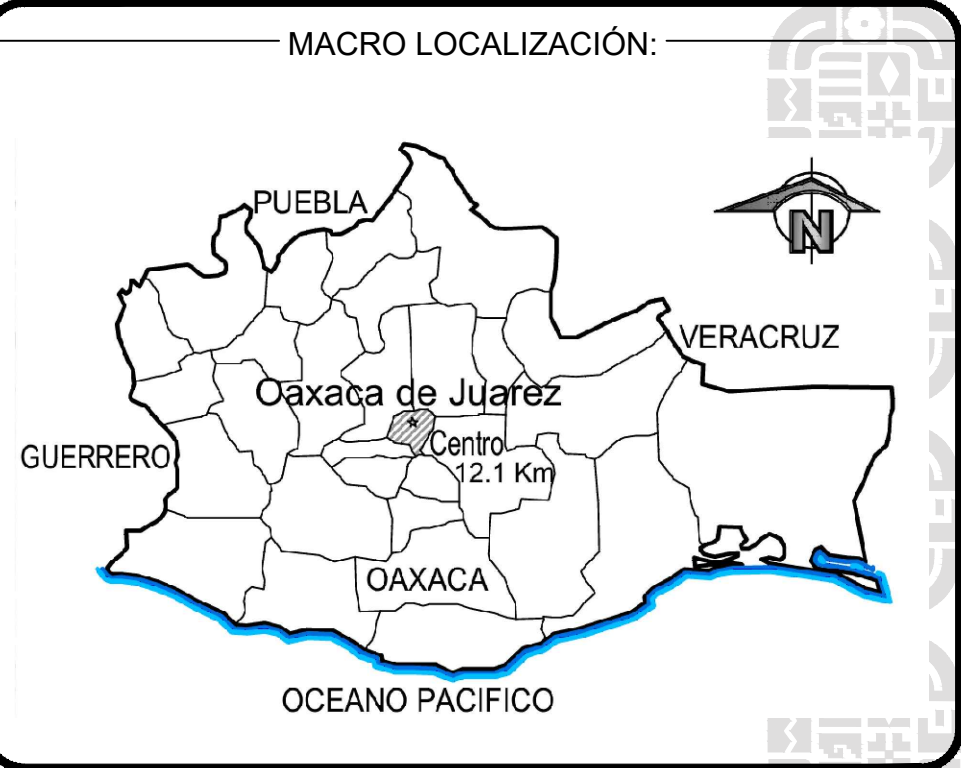 MACRO LOCALIZACIÓN:
PUEBLA
N
VERACRUZ
Oaxaca de Juarez
Centro
GUERRERO
12.1 Km
OAXACA
OCEANO PACIFICO